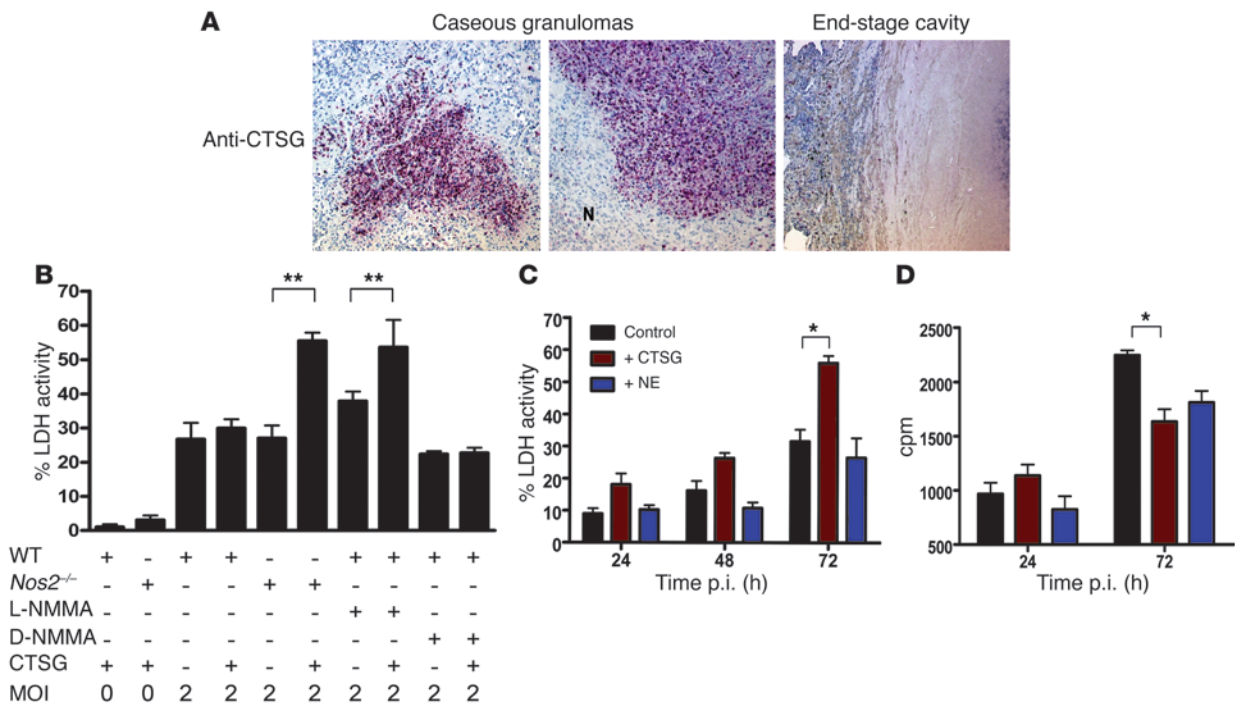 A
Caseous granulomas
End-stage cavity
Anti-CTSG
N
B
% LDH activity
70
60
50
40
30
20
10
0
**
**
WT + - + + - - + + + +
Nos2–/– - + - - + + - - - -
L-NMMA - - - - - - + + - -
D-NMMA - - - - - - - - + +
CTSG + + - + - + - + - +
MOI 0 0 2 2 2 2 2 2 2 2
C
% LDH activity
70
60
50
40
30
20
10
0
Control
+ CTSG
+ NE
*
24 48 72
Time p.i. (h)
D
cpm
2500
2000
1500
1000
500
*
24 72
Time p.i. (h)